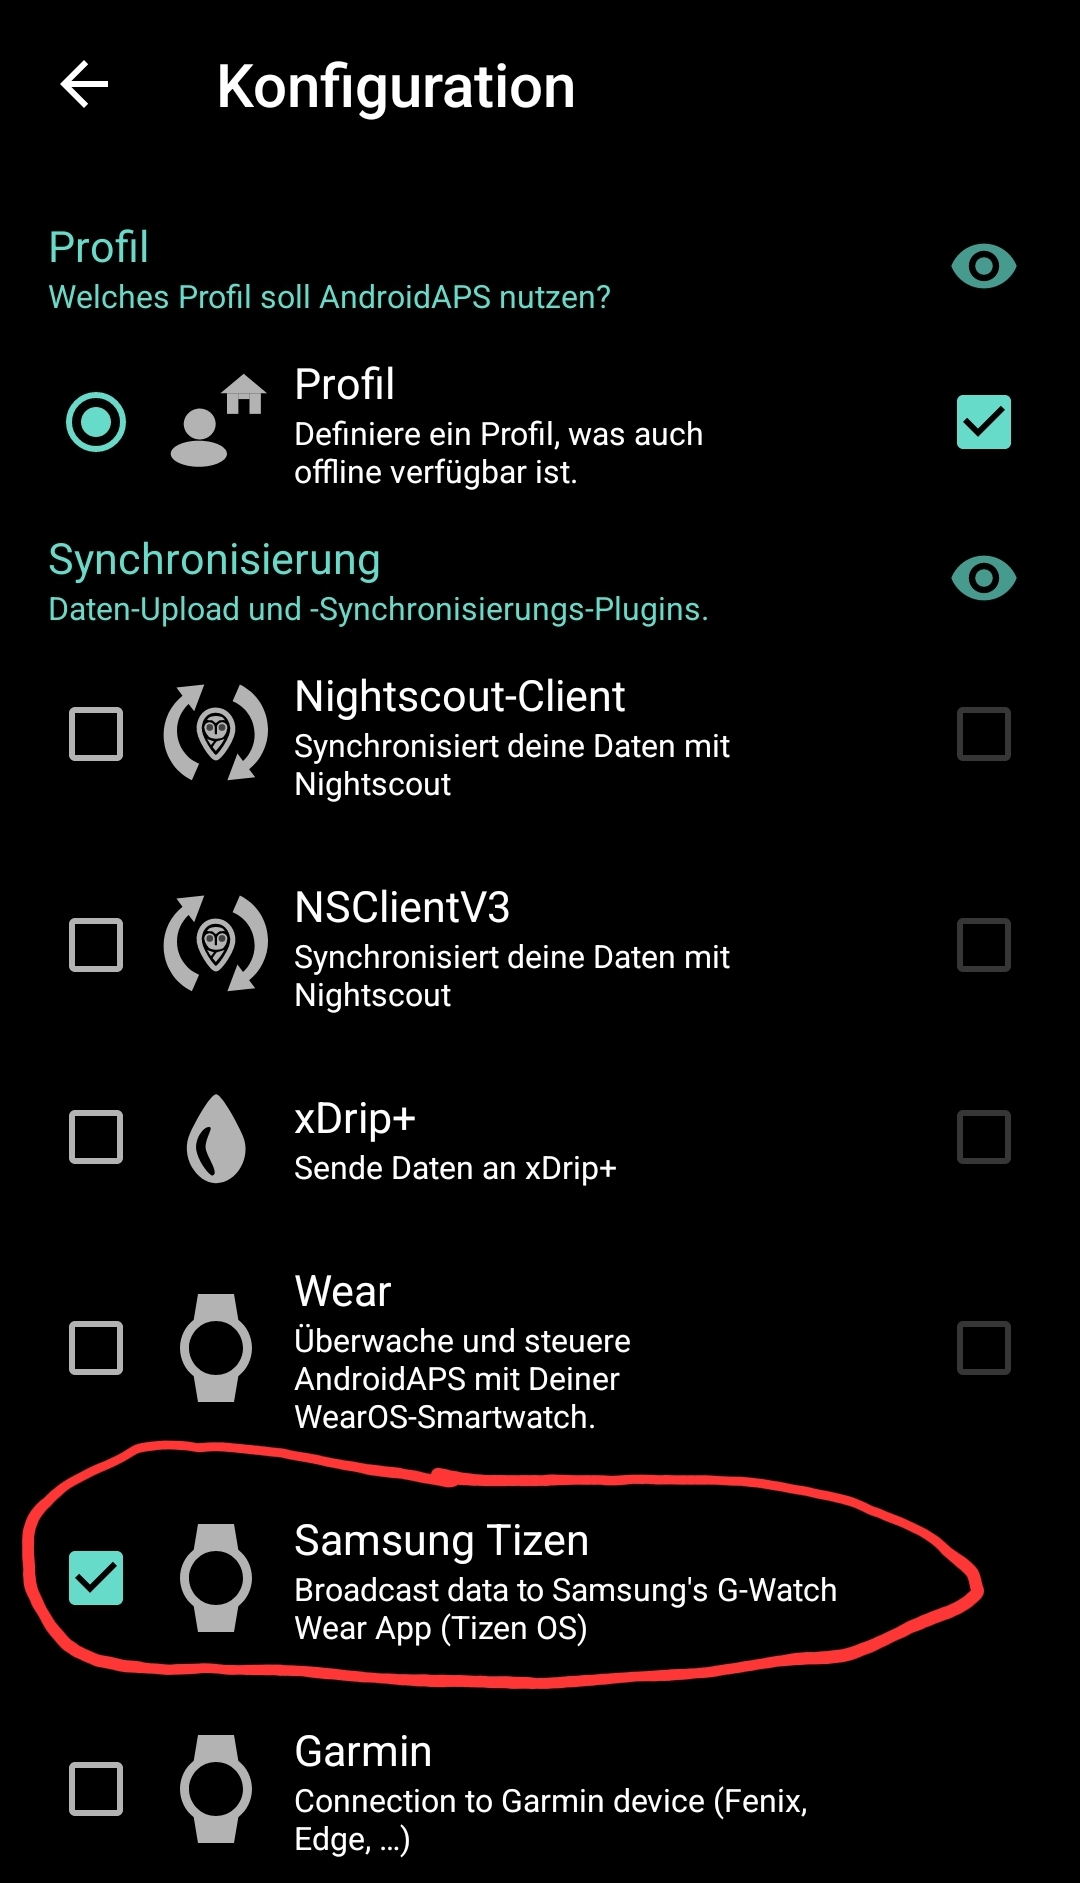 Konfiguration
Profil
Welches Profil soll AndroidAPS nutzen?
Profil
Definiere ein Profil, was auch
offline verfügbar ist.
Synchronisierung
Daten-Upload und -Synchronisierungs-Plugins.
Nightscout-Client
Synchronisiert deine Daten mit
Nightscout
NSClientV3
Synchronisiert deine Daten mit
Nightscout
xDrip+
Sende Daten an xDrip+
Wear
Überwache und steuere
AndroidAPS mit Deiner
WearOS-Smartwatch.
Samsung Tizen
Broadcast data to Samsung's G-Watch
Wear App (Tizen OS)
Garmin
Connection to Garmin device (Fenix,
Edge, ...)